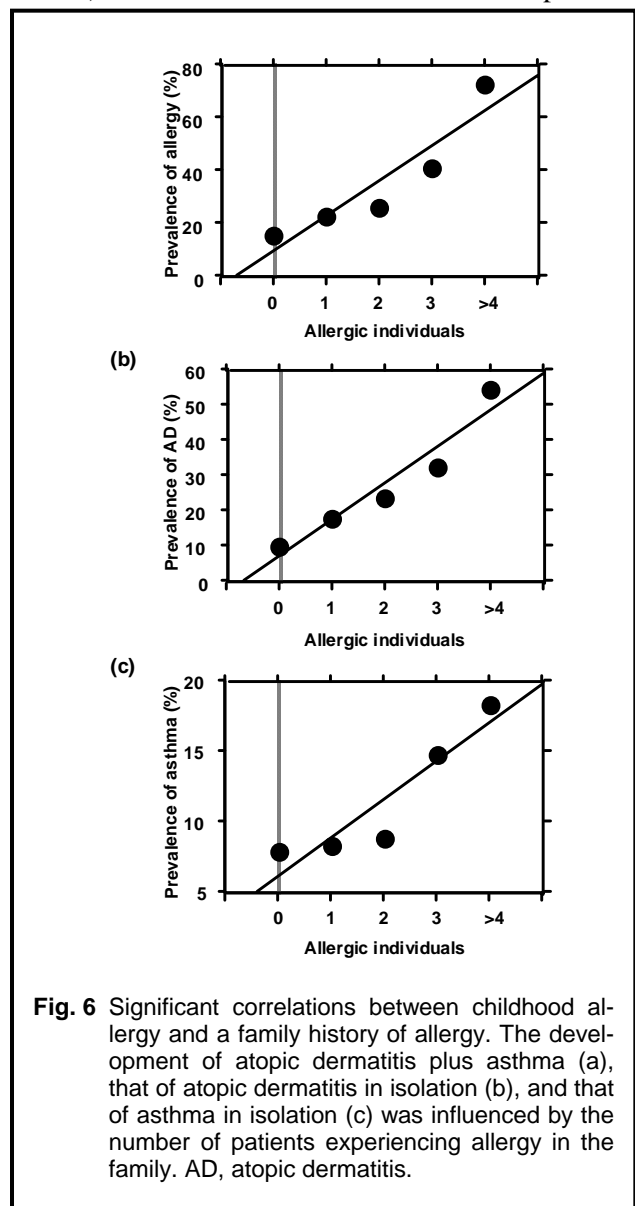 80
60
40
20
0
Prevalence of allergy (%)
0 1 2 3 >4
Allergic individuals
(b)
60
50
40
30
20
10
0
Prevalence of AD (%)
0 1 2 3 >4
Allergic individuals
(c)
20
15
10
5
Prevalence of asthma (%)
0 1 2 3 >4
Allergic individuals
Fig. 6 Significant correlations between childhood al-
lergy and a family history of allergy. The devel-
opment of atopic dermatitis plus asthma (a),
that of atopic dermatitis in isolation (b), and that
of asthma in isolation (c) was influenced by the
number of patients experiencing allergy in the
family. AD, atopic dermatitis.